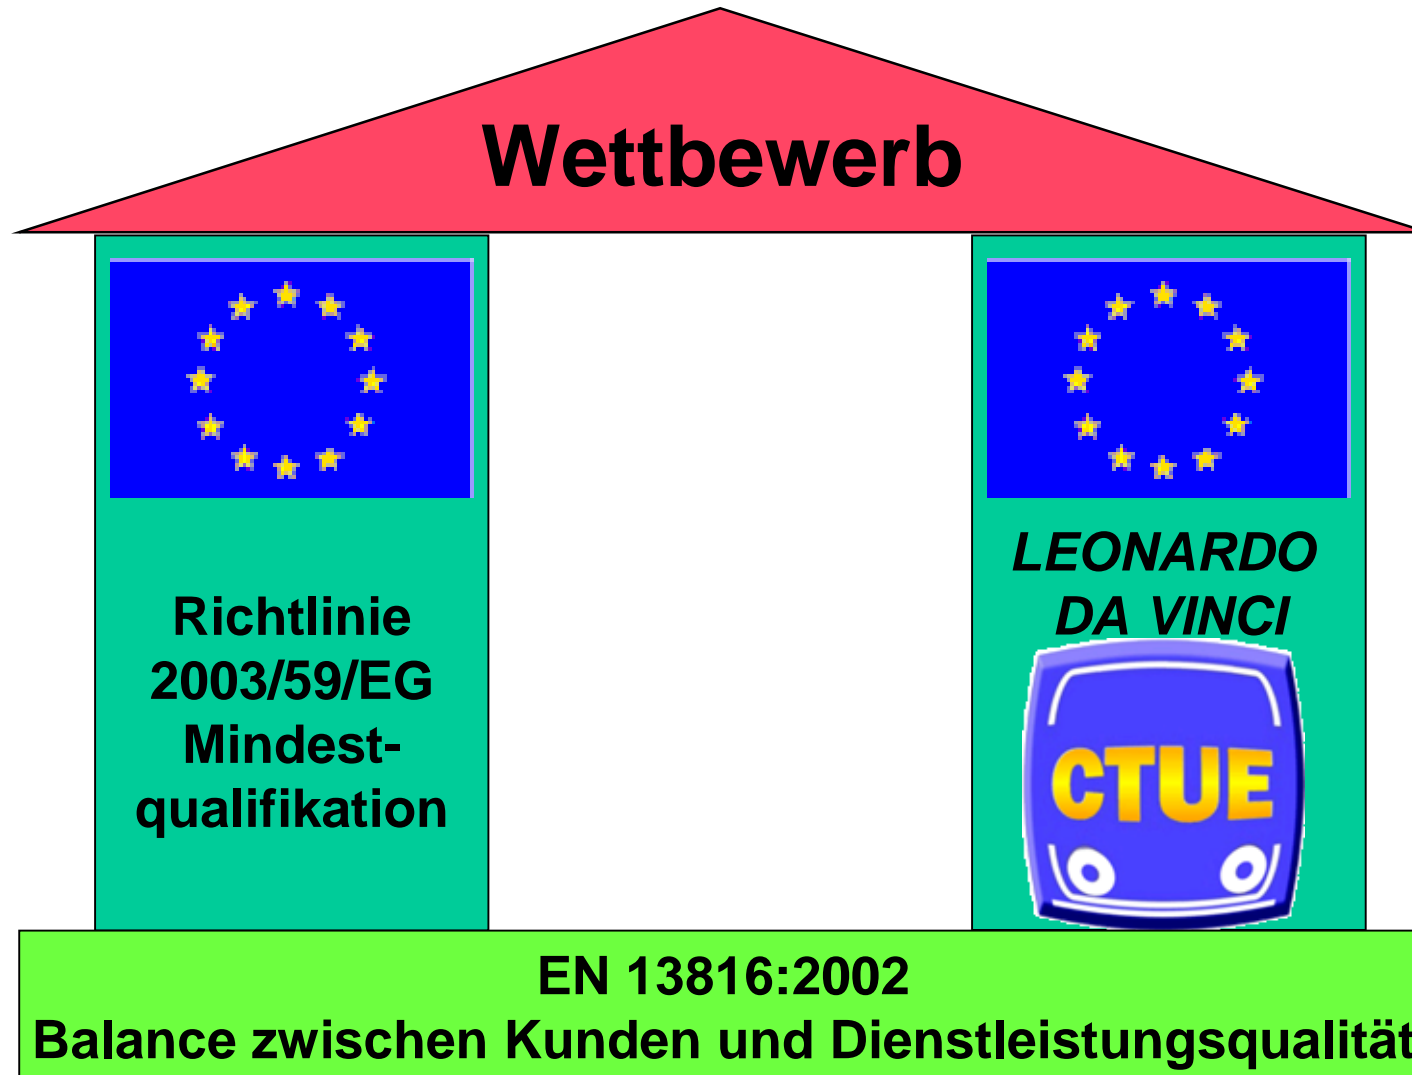 Wettbewerb
Richtlinie
2003/59/EG
Mindest-
qualifikation
LEONARDO
DA VINCI
CTUE
EN 13816:2002
Balance zwischen Kunden und Dienstleistungsqualität